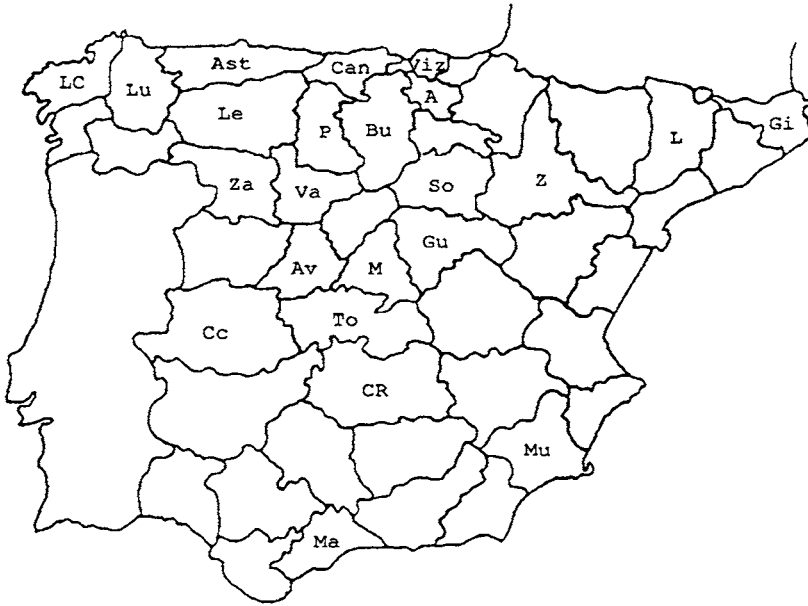 Ast Can Viz
LC Lu Le P Bu A L Gi
Za Va So Z
Av M Gu
Cc To
CR
Mu
Ma